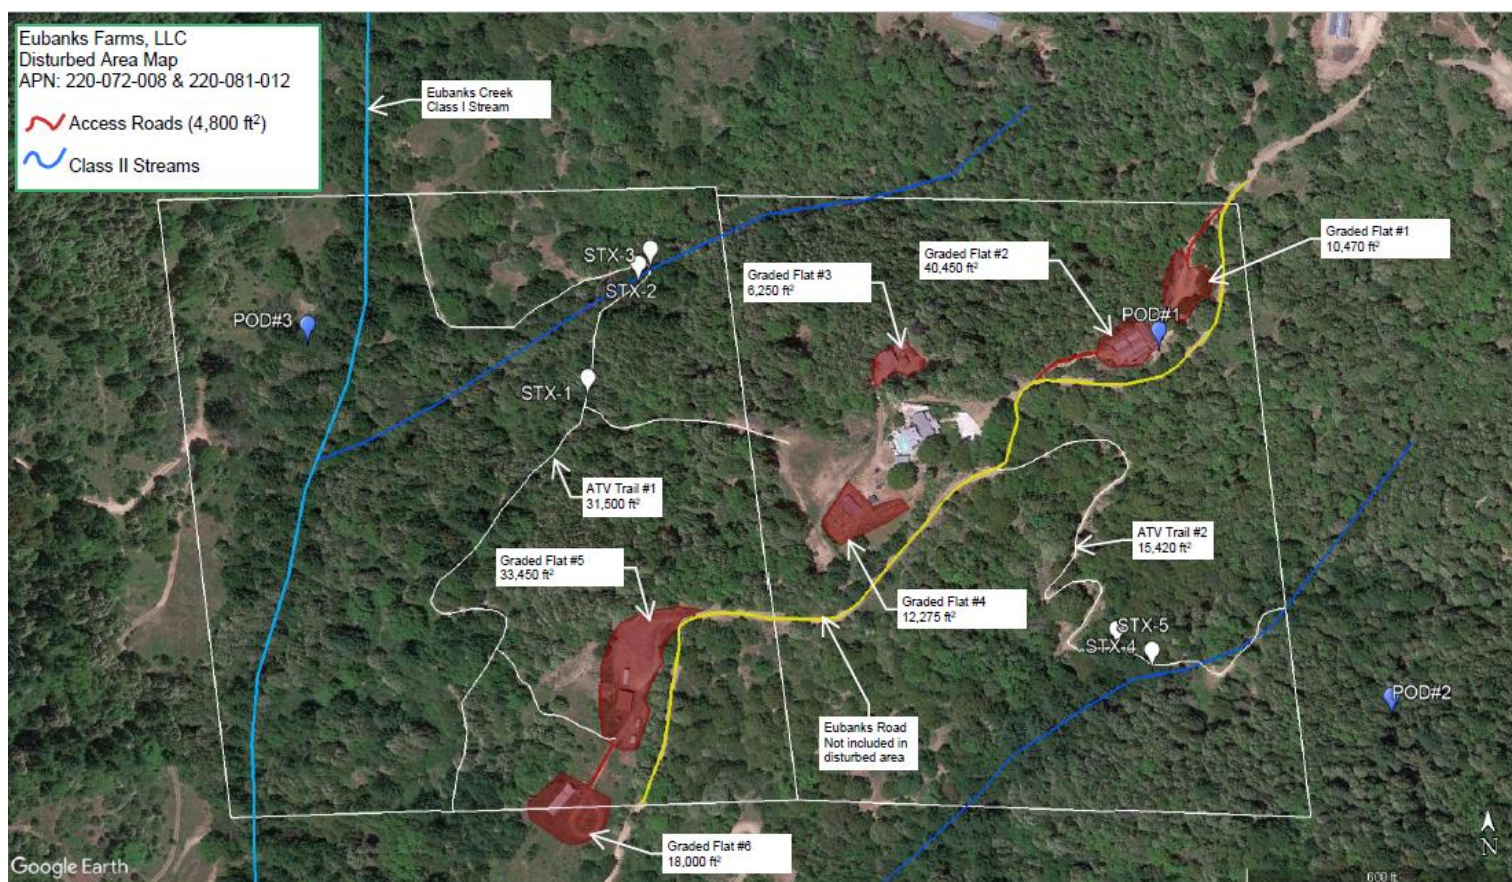 Eubanks Farms, LLC
Disturbed Area Map
APN: 220-072-008 & 220-081-012
Access Roads (4,800 ft²)
Class II Streams
Eubanks Creek
Class I Stream
Graded Flat #1
10,470 ft²
Graded Flat #2
40,450 ft²
Graded Flat #3
6,250 ft²
STX-3
STX-2
POD#3
POD#1
STX-1
ATV Trail #1
31,500 ft²
ATV Trail #2
15,420 ft²
Graded Flat #5
33,450 ft²
Graded Flat #4
12,275 ft²
STX-5
STX-4
POD#2
Eubanks Road
Not included in
disturbed area
Graded Flat #6
18,000 ft²
N
Google Earth
600 ft